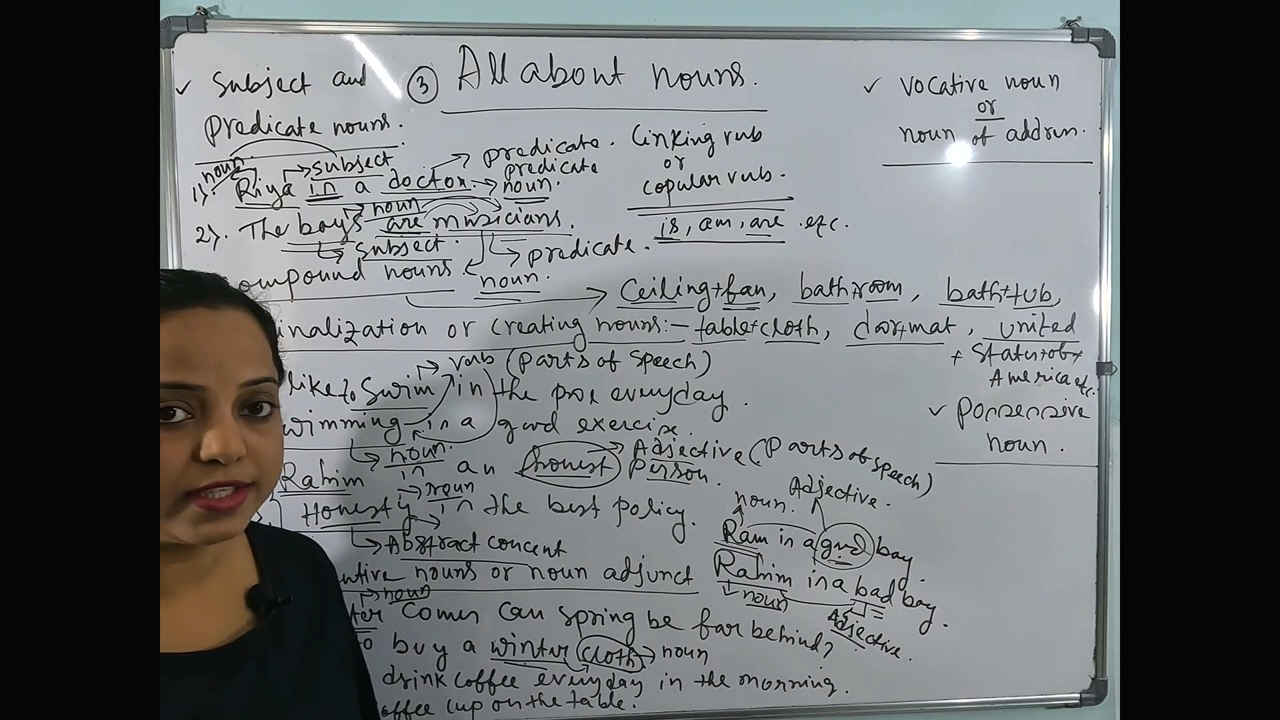 ③ All about nouns.
✓ Subject and
predicate nouns.
noun
subject
1). Riya is a doctor → predicate noun.
predicate.
noun
2). The boys are musicians.
subject.
predicate.
noun.
Linking verb
or
copular verb.
is, am, are etc.
✓ vocative noun
or
noun of address.
ompound nouns
Ceiling+fan, bath+room, bath+tub,
inalization or creating nouns:- table+cloth, door+mat, united
+ States+of+
America etc.
verb (parts of speech)
like to swim in the pool everyday.
wimming is a good exercise.
noun.
✓ possessive
noun.
Rahim is an honest person.
Adjective (Parts of speech)
noun
Honesty is the best policy.
Abstract concept
noun. Adjective.
Ram is a good boy.
Rahim is a bad boy.
noun
Adjective.
utive nouns or noun adjunct
noun
ter comes can spring be far behind?
to buy a winter cloth → noun
drink coffee everyday in the morning.
offee cup on the table.